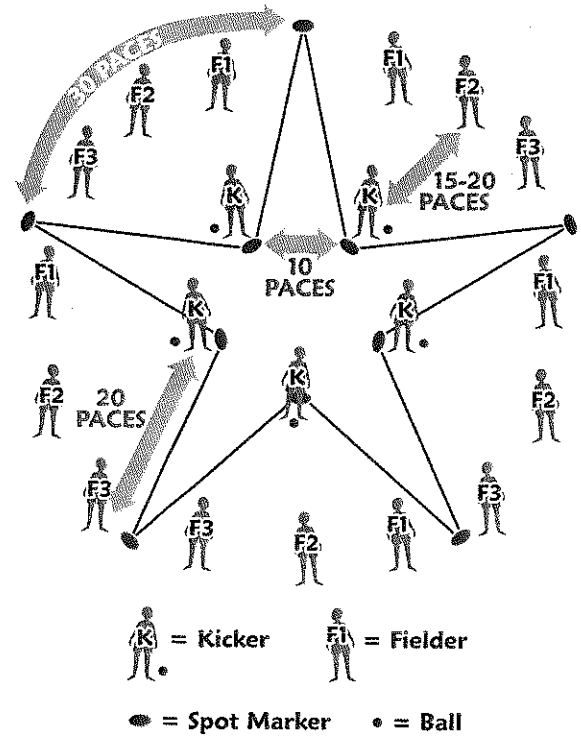 30 PACES
F1
F1
F2
F2
F3
F3
K
K
15-20
PACES
10
PACES
F1
F1
K
K
K
F2
20
PACES
F2
F3
F3
F3
F2
F1
K = Kicker
F1 = Fielder
= Spot Marker
= Ball